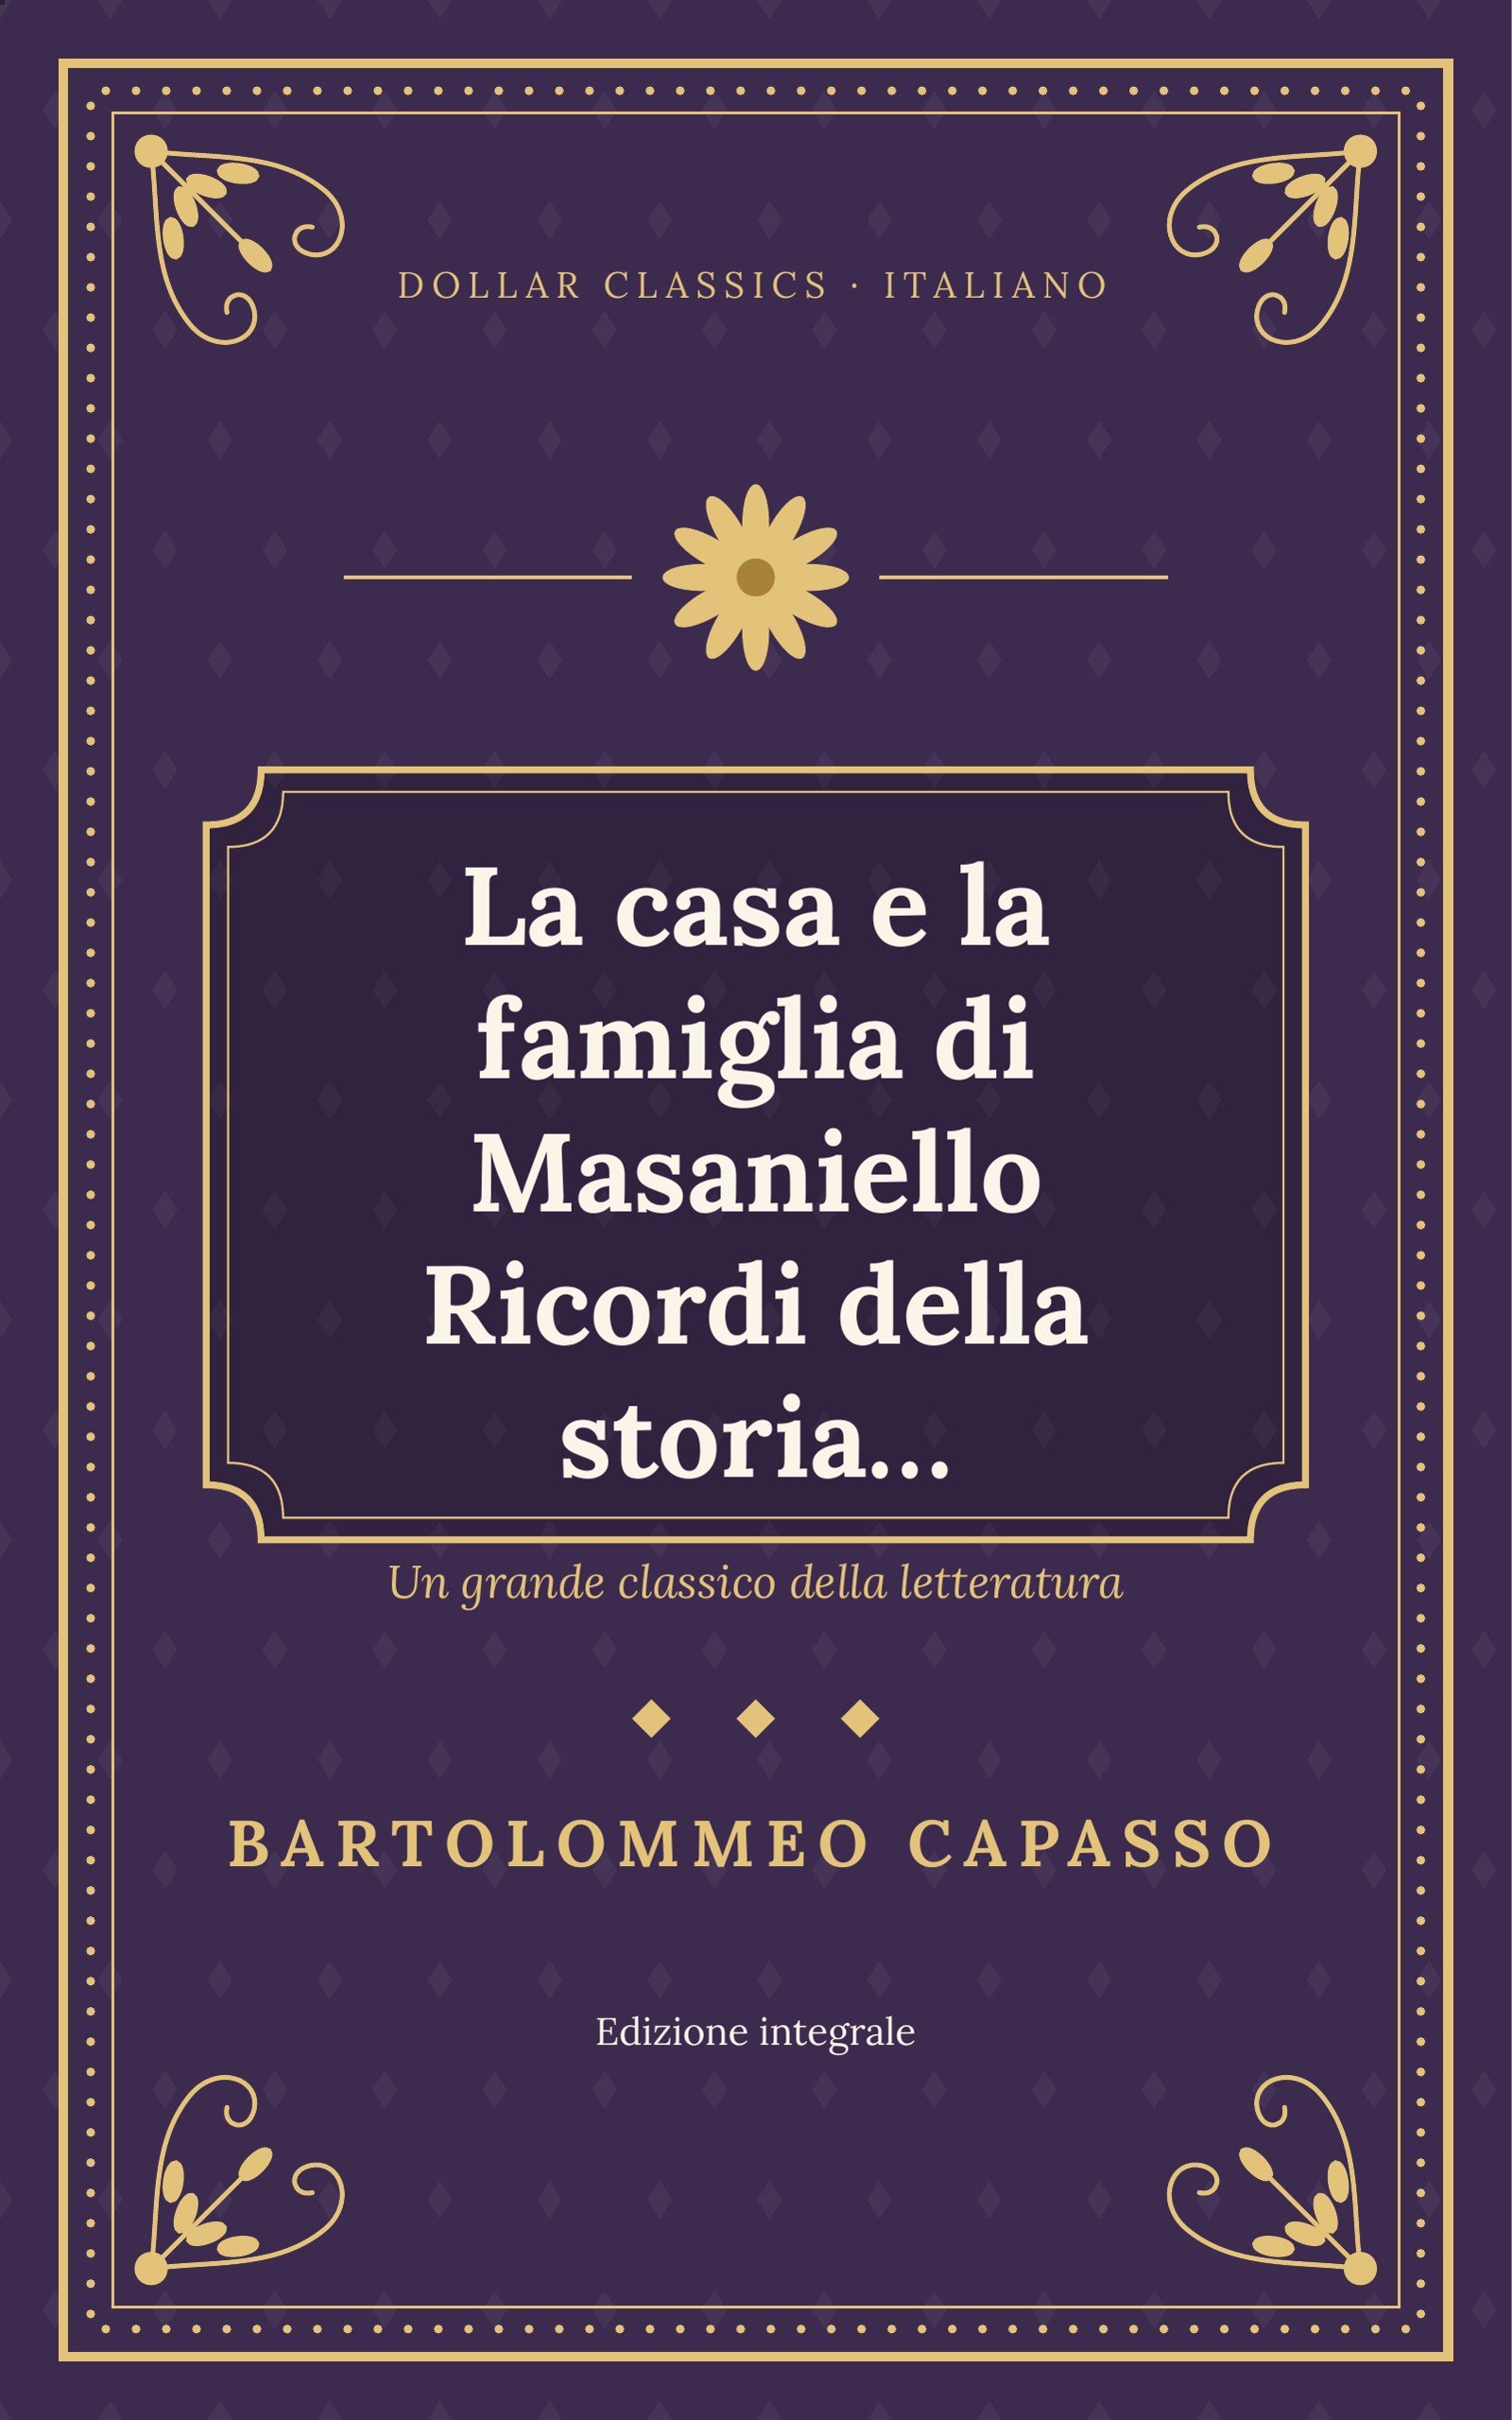 DOLLAR CLASSICS · ITALIANO
La casa e la
famiglia di
Masaniello
Ricordi della
storia...
Un grande classico della letteratura
BARTOLOMMEO CAPASSO
Edizione integrale